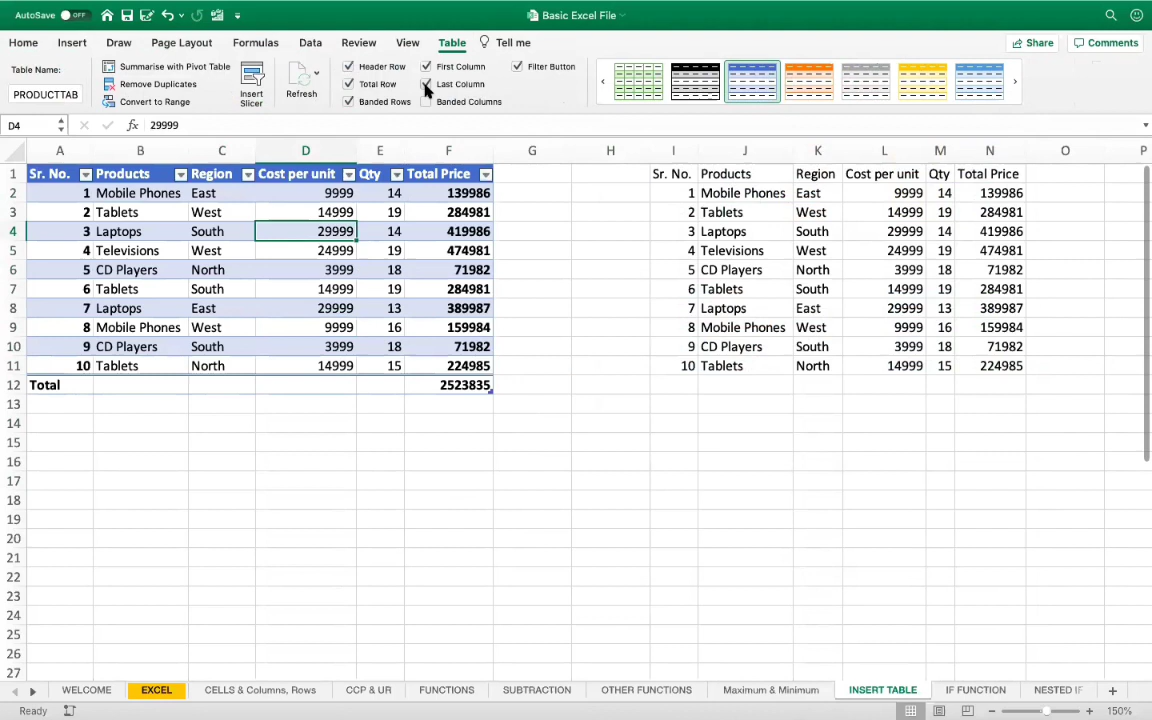 AutoSave OFF Basic Excel File
Home Insert Draw Page Layout Formulas Data Review View Table Tell me Share Comments
Table Name: Summarise with Pivot Table Header Row First Column Filter Button
PRODUCTTAB Remove Duplicates Insert Slicer Refresh Total Row Last Column
Convert to Range Banded Rows Banded Columns
D4 fx 29999
A B C D E F G H I J K L M N O P
1 Sr. No. Products Region Cost per unit Qty Total Price Sr. No. Products Region Cost per unit Qty Total Price
2 1 Mobile Phones East 9999 14 139986 1 Mobile Phones East 9999 14 139986
3 2 Tablets West 14999 19 284981 2 Tablets West 14999 19 284981
4 3 Laptops South 29999 14 419986 3 Laptops South 29999 14 419986
5 4 Televisions West 24999 19 474981 4 Televisions West 24999 19 474981
6 5 CD Players North 3999 18 71982 5 CD Players North 3999 18 71982
7 6 Tablets South 14999 19 284981 6 Tablets South 14999 19 284981
8 7 Laptops East 29999 13 389987 7 Laptops East 29999 13 389987
9 8 Mobile Phones West 9999 16 159984 8 Mobile Phones West 9999 16 159984
10 9 CD Players South 3999 18 71982 9 CD Players South 3999 18 71982
11 10 Tablets North 14999 15 224985 10 Tablets North 14999 15 224985
12 Total 2523835
13
14
15
16
17
18
19
20
21
22
23
24
25
26
27
WELCOME EXCEL CELLS & Columns, Rows CCP & UR FUNCTIONS SUBTRACTION OTHER FUNCTIONS Maximum & Minimum INSERT TABLE IF FUNCTION NESTED IF
Ready 150%